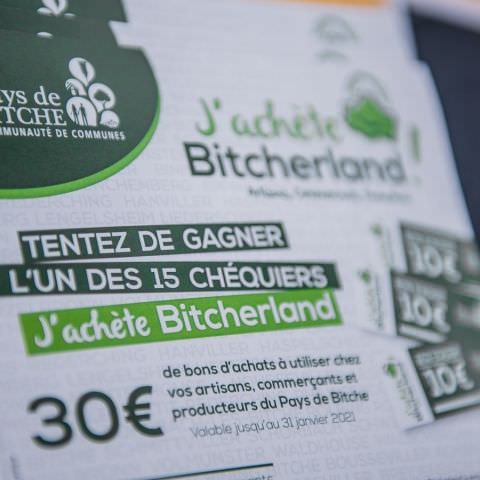 Pays de
BITCHE
COMMUNAUTÉ DE COMMUNES
J'achète
Bitcherland!
TENTEZ DE GAGNER
L'UN DES 15 CHÉQUIERS
J'achète Bitcherland
30€
de bons d'achats à utiliser chez
vos artisans, commerçants et
producteurs du Pays de Bitche
Valable jusqu'au 31 janvier 2021
10€
10€
10€